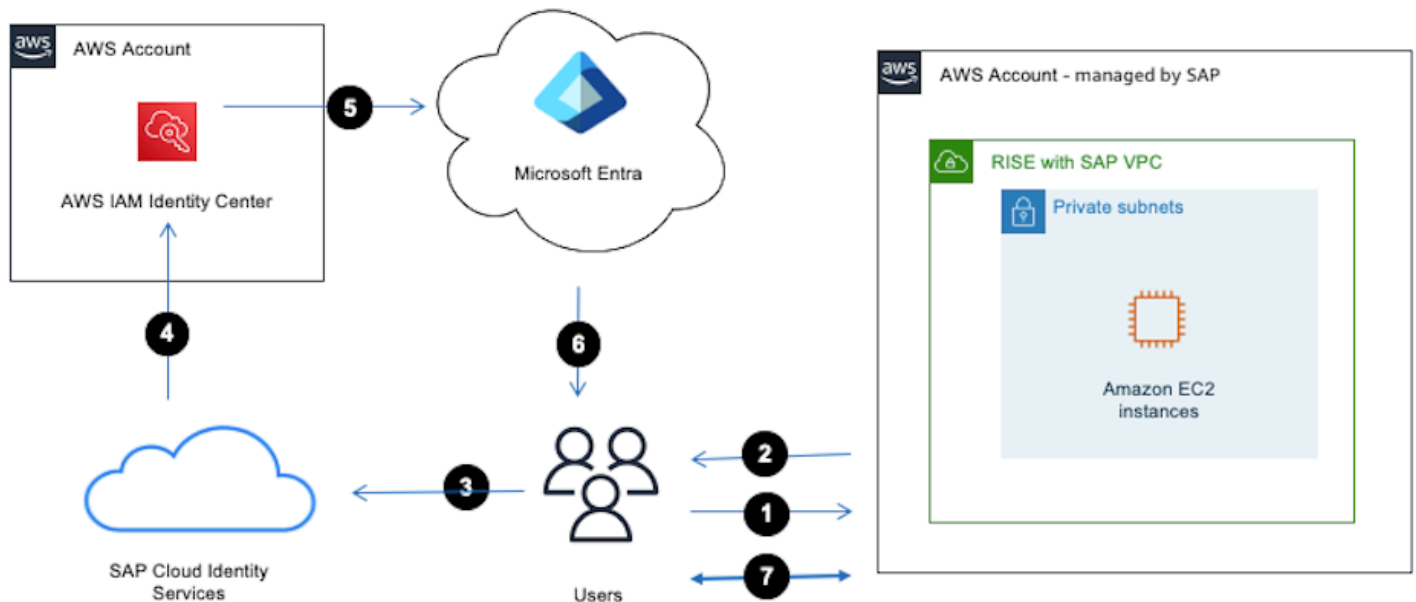 aws
AWS Account
AWS IAM Identity Center
5
Microsoft Entra
aws
AWS Account - managed by SAP
RISE with SAP VPC
Private subnets
Amazon EC2
instances
4
6
SAP Cloud Identity
Services
3
Users
2
1
7